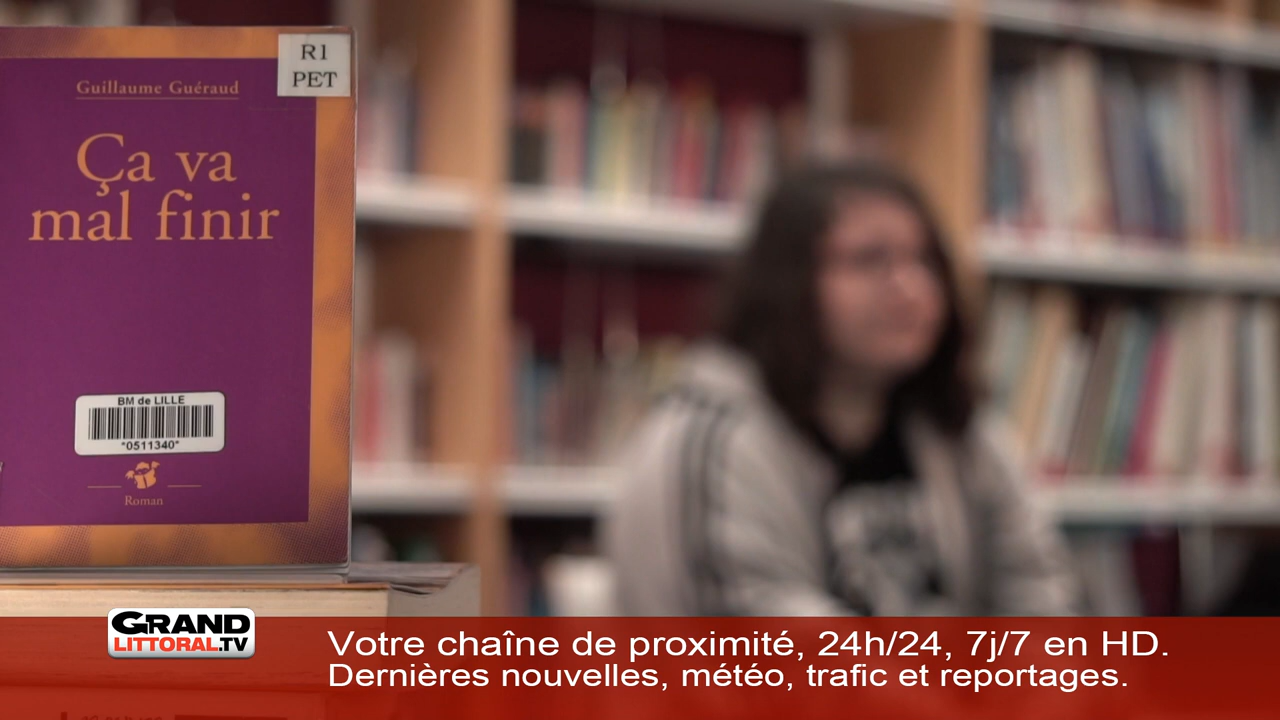 R1
PET
Guillaume Guéraud
Ça va
mal finir
BM de LILLE
*0511340*
Roman
GRAND
LITTORAL.TV
Votre chaîne de proximité, 24h/24, 7j/7 en HD.
Dernières nouvelles, météo, trafic et reportages.